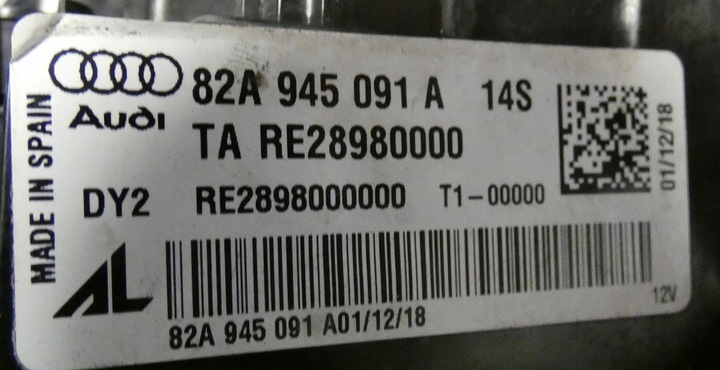 MADE IN SPAIN
Audi
82A 945 091 A 14S
TA RE28980000
DY2 RE2898000000 T1-00000
01/12/18
AL
82A 945 091 A01/12/18
12V